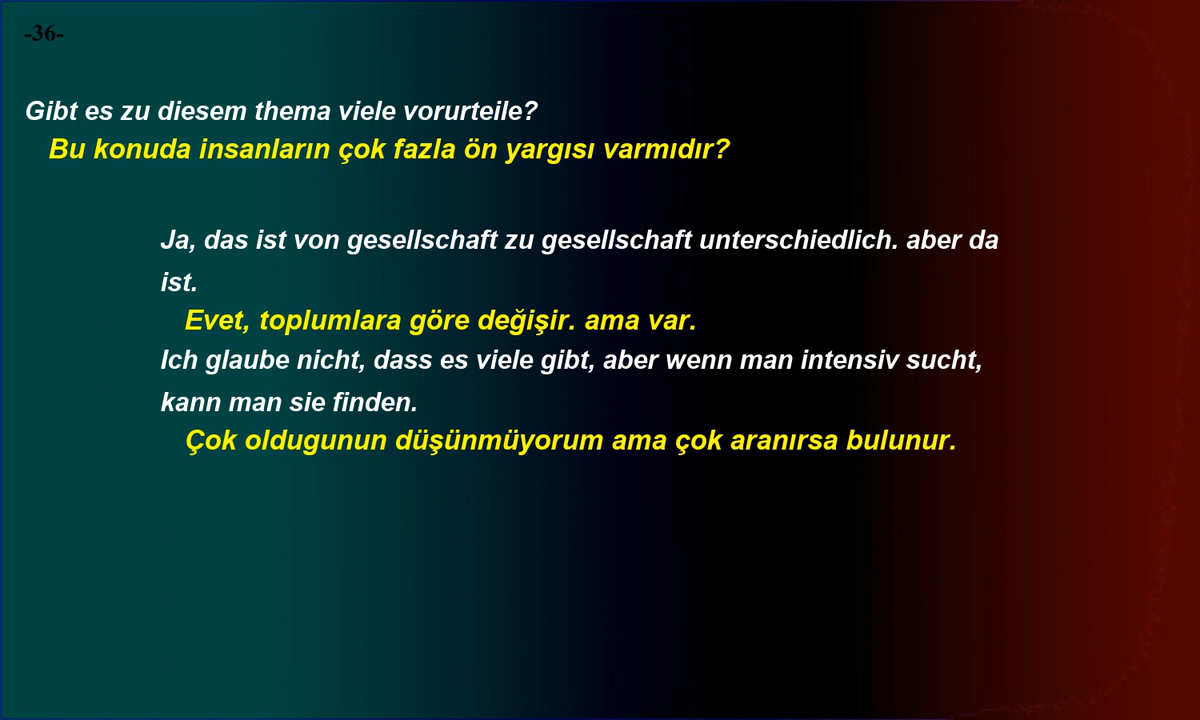 -36-
Gibt es zu diesem thema viele vorurteile?
Bu konuda insanların çok fazla ön yargısı varmıdır?
Ja, das ist von gesellschaft zu gesellschaft unterschiedlich. aber da
ist.
Evet, toplumlara göre değişir. ama var.
Ich glaube nicht, dass es viele gibt, aber wenn man intensiv sucht,
kann man sie finden.
Çok oldugunun düşünmüyorum ama çok aranırsa bulunur.